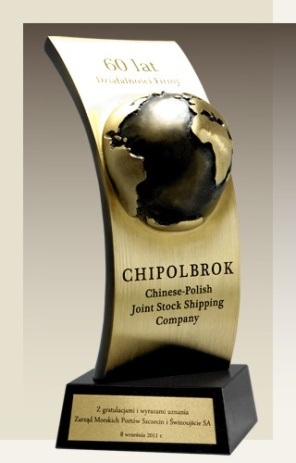 60 lat
Działalności Firmy
CHIPOLBROK
Chinese-Polish
Joint Stock Shipping
Company
Z gratulacjami i wyrazami uznania
Zarząd Morskich Portów Szczecin i Świnoujście SA
8 września 2011 r.